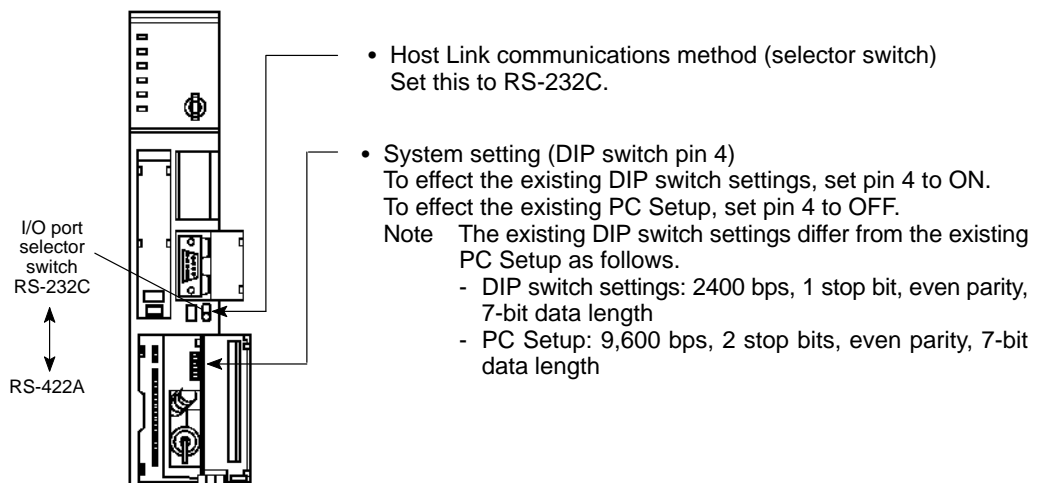 • Host Link communications method (selector switch)
Set this to RS-232C.
• System setting (DIP switch pin 4)
To effect the existing DIP switch settings, set pin 4 to ON.
To effect the existing PC Setup, set pin 4 to OFF.
Note The existing DIP switch settings differ from the existing
PC Setup as follows.
- DIP switch settings: 2400 bps, 1 stop bit, even parity,
7-bit data length
- PC Setup: 9,600 bps, 2 stop bits, even parity, 7-bit
data length
I/O port
selector
switch
RS-232C
RS-422A